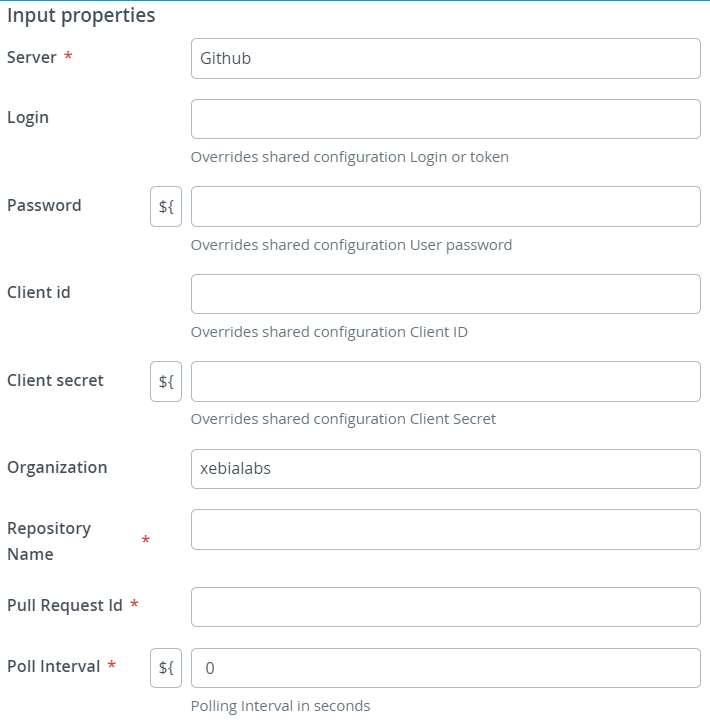 Input properties
Server *
Github
Login
Overrides shared configuration Login or token
Password
${
Overrides shared configuration User password
Client id
Overrides shared configuration Client ID
Client secret
${
Overrides shared configuration Client Secret
Organization
xebialabs
Repository
Name *
Pull Request Id *
Poll Interval *
${
0
Polling Interval in seconds